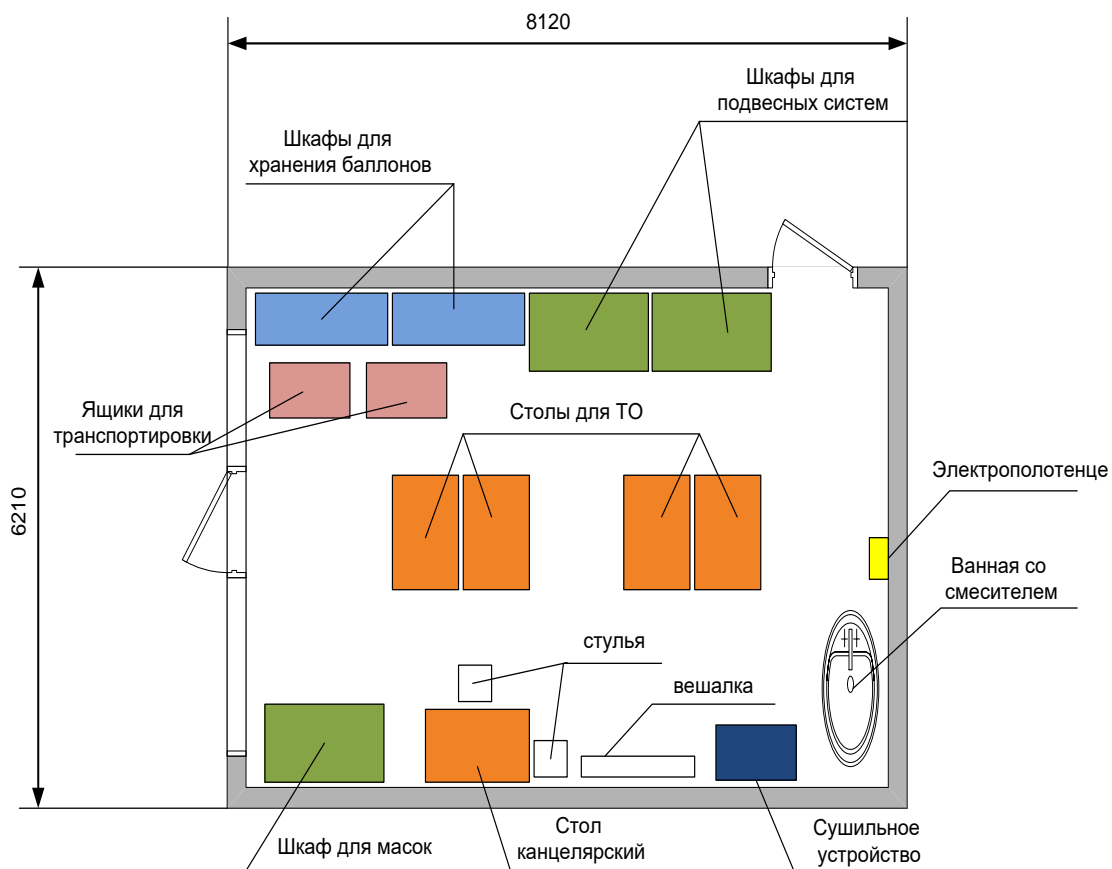 8120
Шкафы для
подвесных систем
Шкафы для
хранения баллонов
Ящики для
транспортировки
Столы для ТО
6210
Электрополотенце
Ванная со
смесителем
стулья
вешалка
Шкаф для масок
Стол
канцелярский
Сушильное
устройство